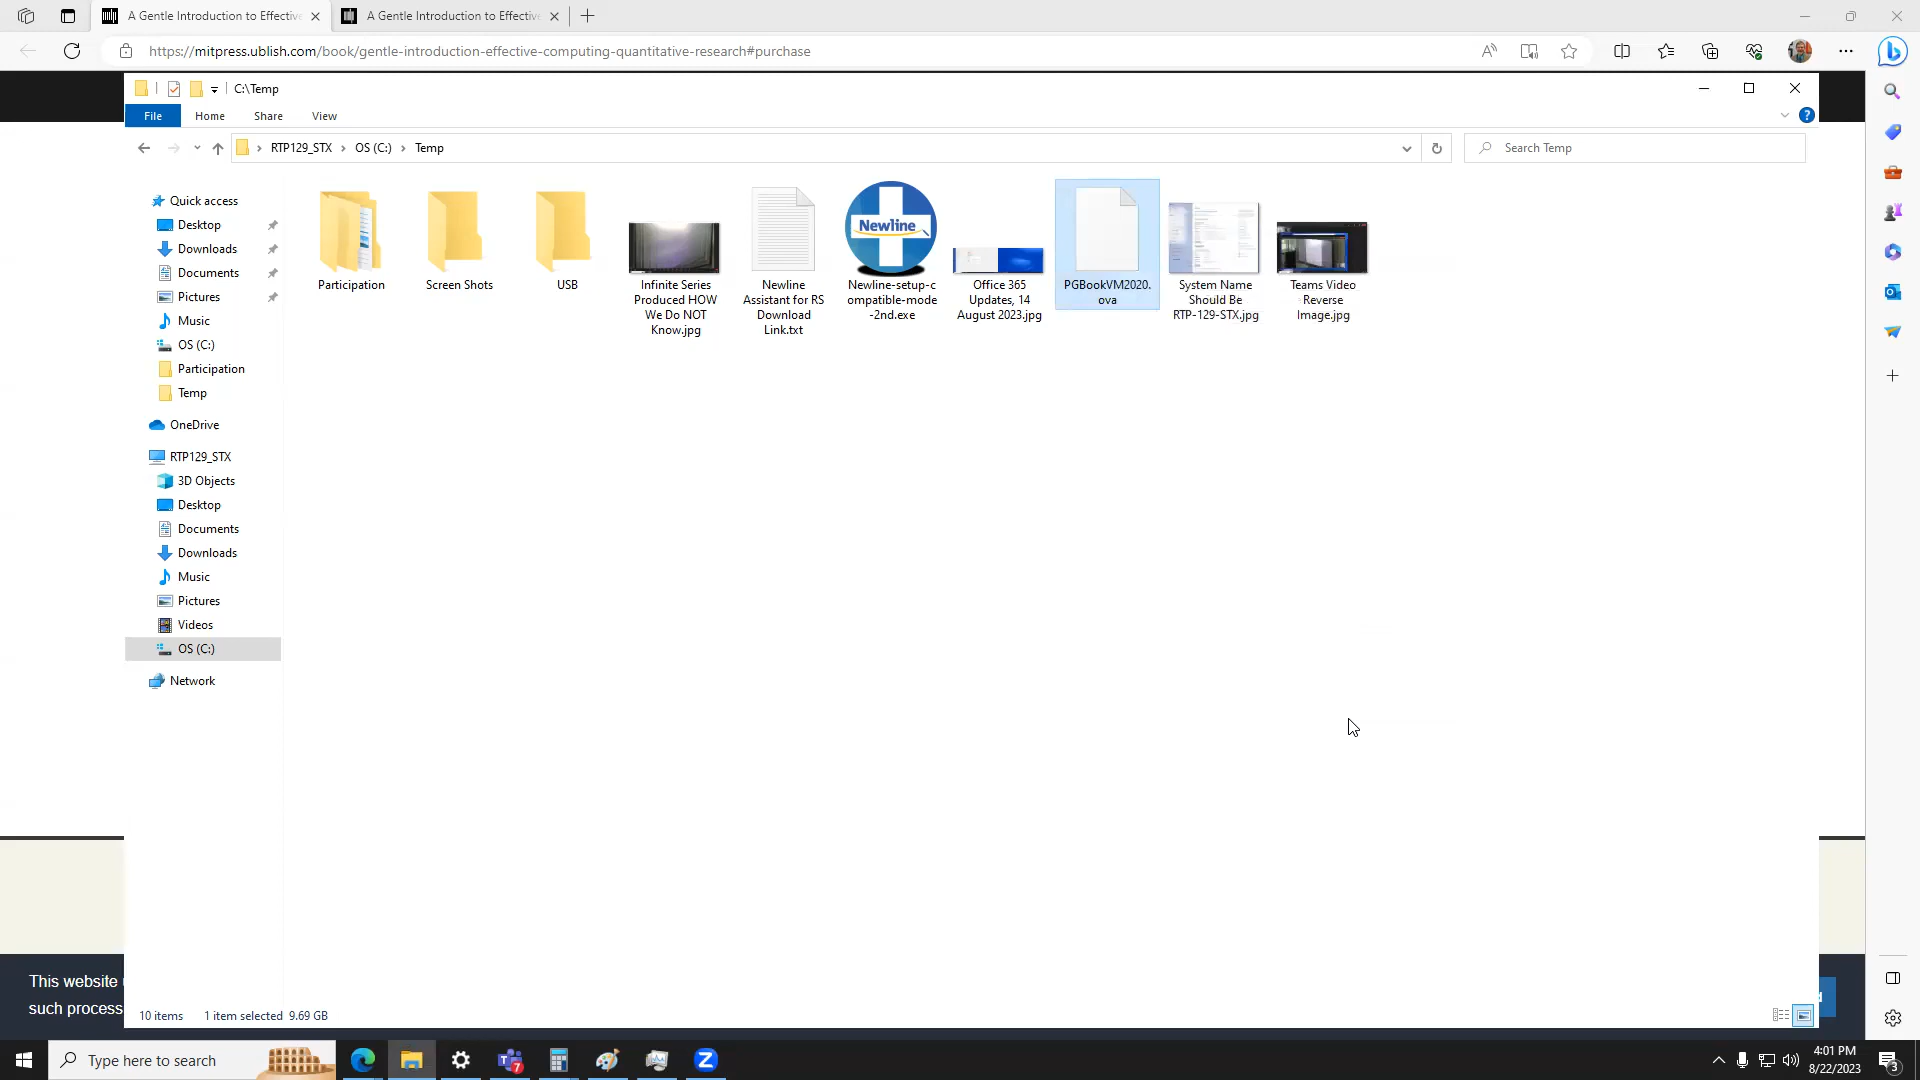 A Gentle Introduction to Effective
A Gentle Introduction to Effective
https://mitpress.ublish.com/book/gentle-introduction-effective-computing-quantitative-research#purchase
C:\Temp
File Home Share View
RTP129_STX OS (C:) Temp
Search Temp
Quick access
Desktop
Downloads
Documents
Pictures
Music
OS (C:)
Participation
Temp
OneDrive
RTP129_STX
3D Objects
Desktop
Documents
Downloads
Music
Pictures
Videos
OS (C:)
Network
Participation
Screen Shots
USB
Infinite Series
Produced HOW
We Do NOT
Know.jpg
Newline
Assistant for RS
Download
Link.txt
Newline
Newline-setup-c
ompatible-mode
-2nd.exe
Office 365
Updates, 14
August 2023.jpg
PGBookVM2020.
ova
System Name
Should Be
RTP-129-STX.jpg
Teams Video
Reverse
Image.jpg
This website
such process
10 items 1 item selected 9.69 GB
Type here to search
7
4:01 PM
8/22/2023
3